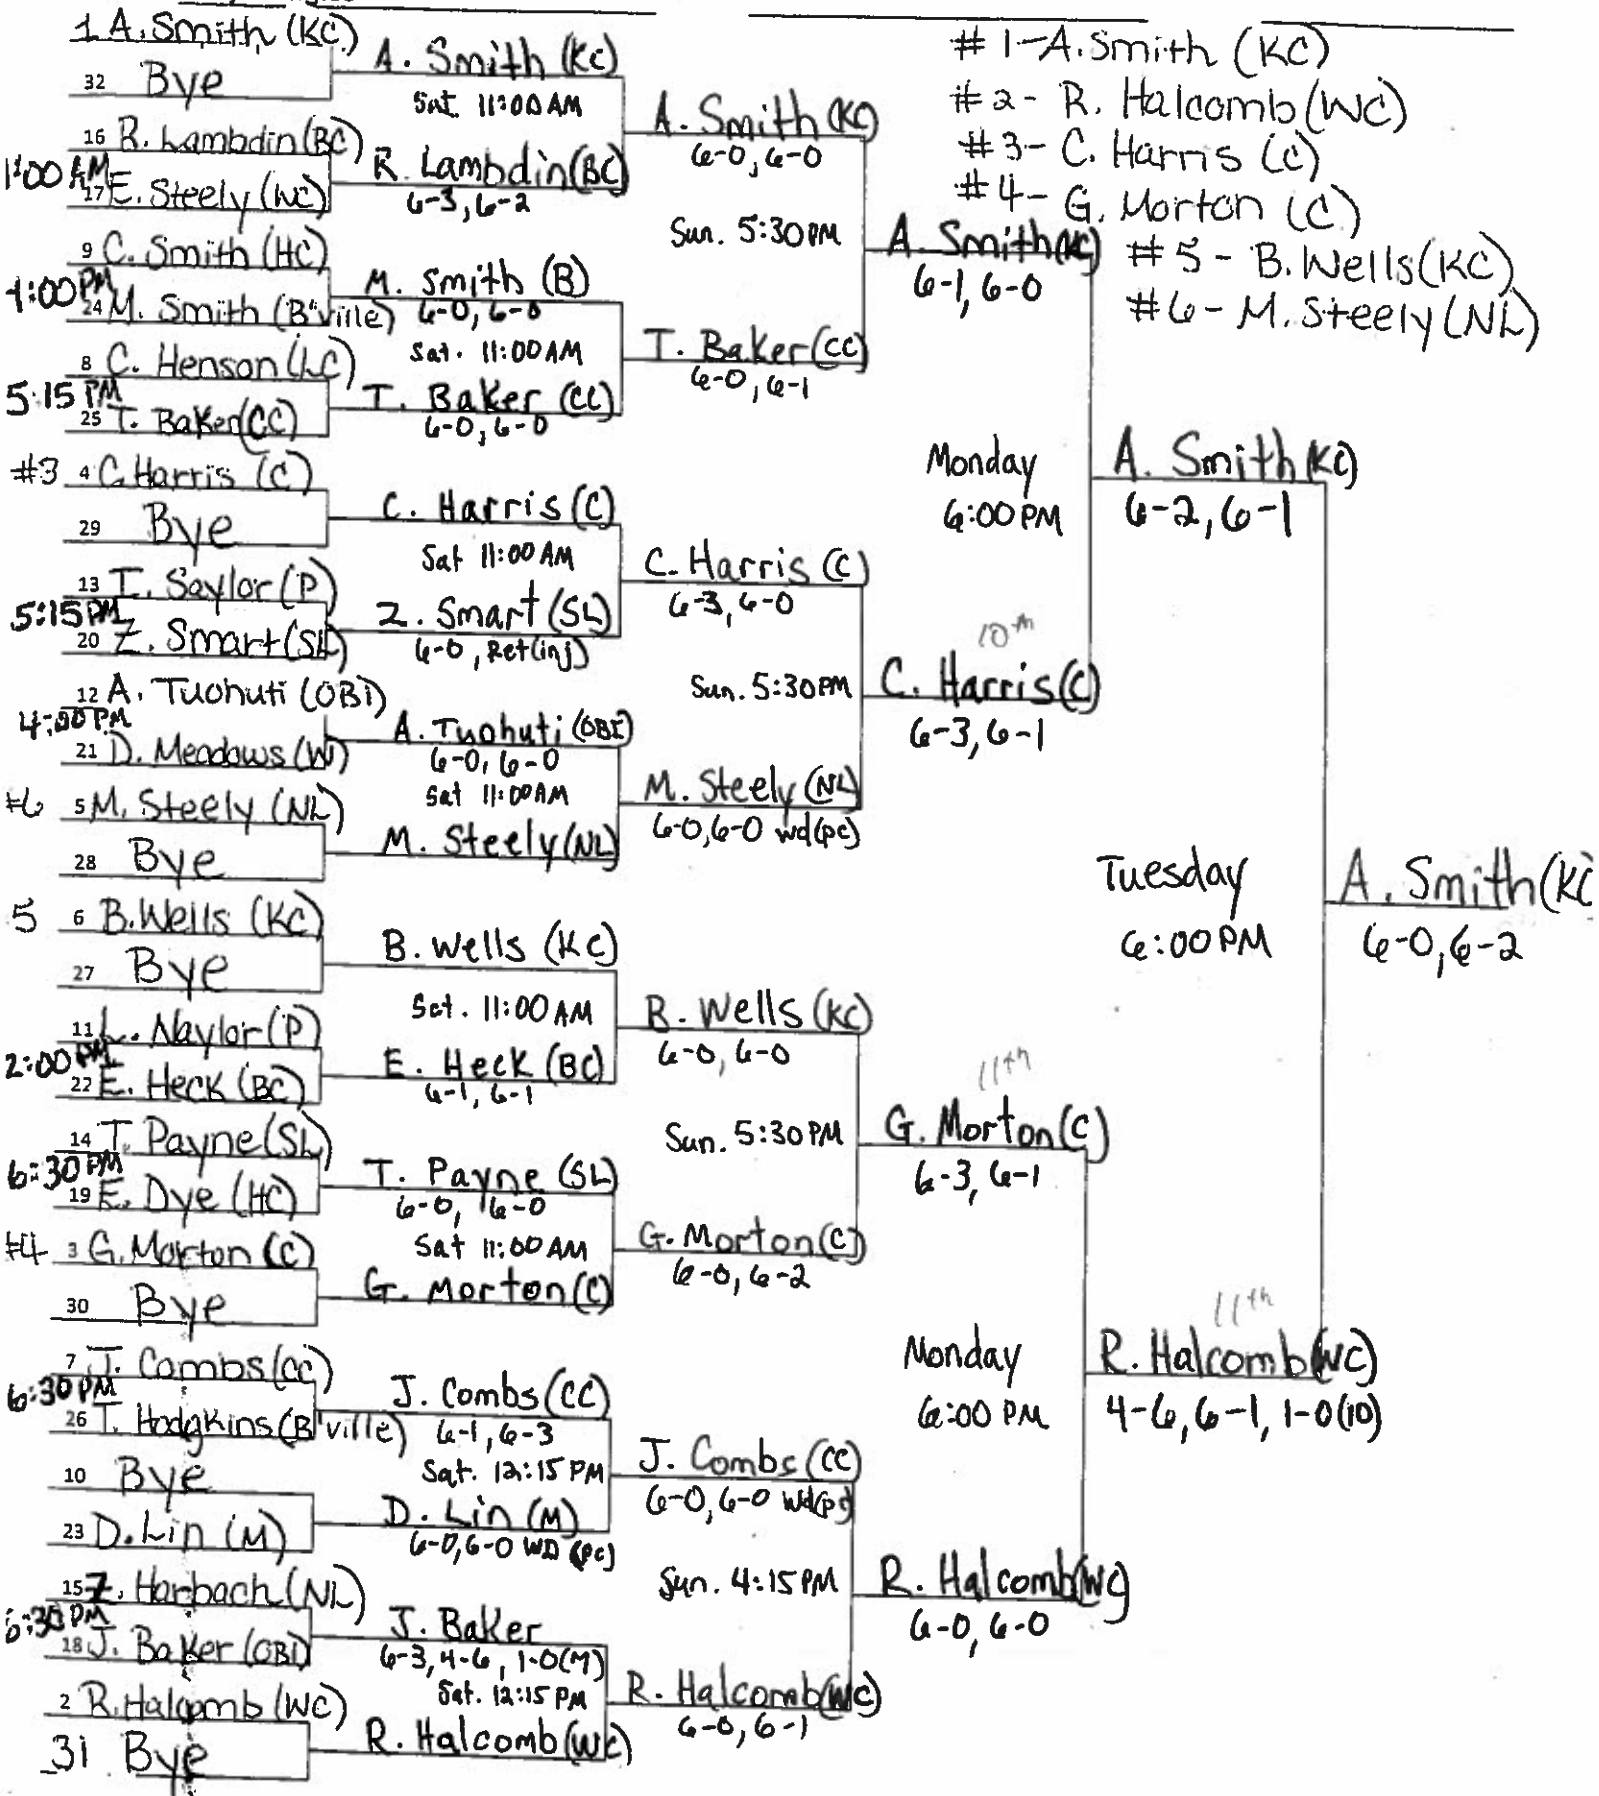 1 A. Smith (KC)
32 Bye
16 R. Lambdin (BC)
1:00 AM
17 E. Steely (WC)
9 C. Smith (HC)
1:00 PM
24 M. Smith (B'ville)
8 C. Henson (LC)
5:15 PM
25 T. Baker (CC)
#3 4 C. Harris (C)
29 Bye
13 I. Saylor (P)
5:15 PM
20 Z. Smart (SL)
12 A. Tuohuti (OBI)
21 D. Meadows (W)
#6 5 M. Steely (NL)
28 Bye
5 6 B. Wells (KC)
27 Bye
11 L. Naylor (P)
2:00 PM
22 E. Heck (BC)
14 T. Payne (SL)
6:30 PM
19 E. Dye (HC)
#4 3 G. Morton (C)
30 Bye
7 J. Combs (CC)
6:30 PM
26 T. Hodgkins (B'ville)
10 Bye
23 D. Lin (M)
15 Z. Harbach (NL)
6:30 PM
18 J. Baker (OBI)
2 R. Halcomb (WC)
31 Bye
A. Smith (KC)
Sat. 11:00 AM
R. Lambdin (BC)
6-3, 6-2
M. Smith (B)
6-0, 6-0
Sat. 11:00 AM
T. Baker (CC)
6-0, 6-0
C. Harris (C)
Sat 11:00 AM
Z. Smart (SL)
6-0, Ret (inj)
A. Tuohuti (OBI)
6-0, 6-0
Sat 11:00 AM
M. Steely (NL)
B. Wells (KC)
Sat. 11:00 AM
E. Heck (BC)
6-1, 6-1
T. Payne (SL)
6-0, 6-0
Sat 11:00 AM
G. Morton (C)
J. Combs (CC)
6-1, 6-3
Sat. 12:15 PM
D. Lin (M)
6-0, 6-0 WD (pc)
J. Baker
6-3, 4-6, 1-0 (M)
Sat. 12:15 PM
R. Halcomb (WC)
A. Smith (KC)
6-0, 6-0
Sun. 5:30 PM
T. Baker (CC)
6-0, 6-1
C. Harris (C)
6-3, 6-0
Sun. 5:30 PM
M. Steely (NL)
6-0, 6-0 wd (pc)
B. Wells (KC)
6-0, 6-0
Sun. 5:30 PM
G. Morton (C)
6-0, 6-2
J. Combs (CC)
6-0, 6-0 Wd (pc)
Sun. 4:15 PM
R. Halcomb (WC)
6-0, 6-1
A. Smith (KC)
6-1, 6-0
Monday
6:00 PM
10th
C. Harris (C)
6-3, 6-1
11th
G. Morton (C)
6-3, 6-1
Monday
6:00 PM
R. Halcomb (WC)
6-0, 6-0
A. Smith (KC)
6-2, 6-1
Tuesday
6:00 PM
11th
R. Halcomb (WC)
4-6, 6-1, 1-0 (10)
A. Smith (KC
6-0, 6-2
# 1-A. Smith (KC)
# 2- R. Halcomb (WC)
# 3- C. Harris (C)
# 4- G. Morton (C)
# 5 - B. Wells (KC)
# 6 - M. Steely (NL)